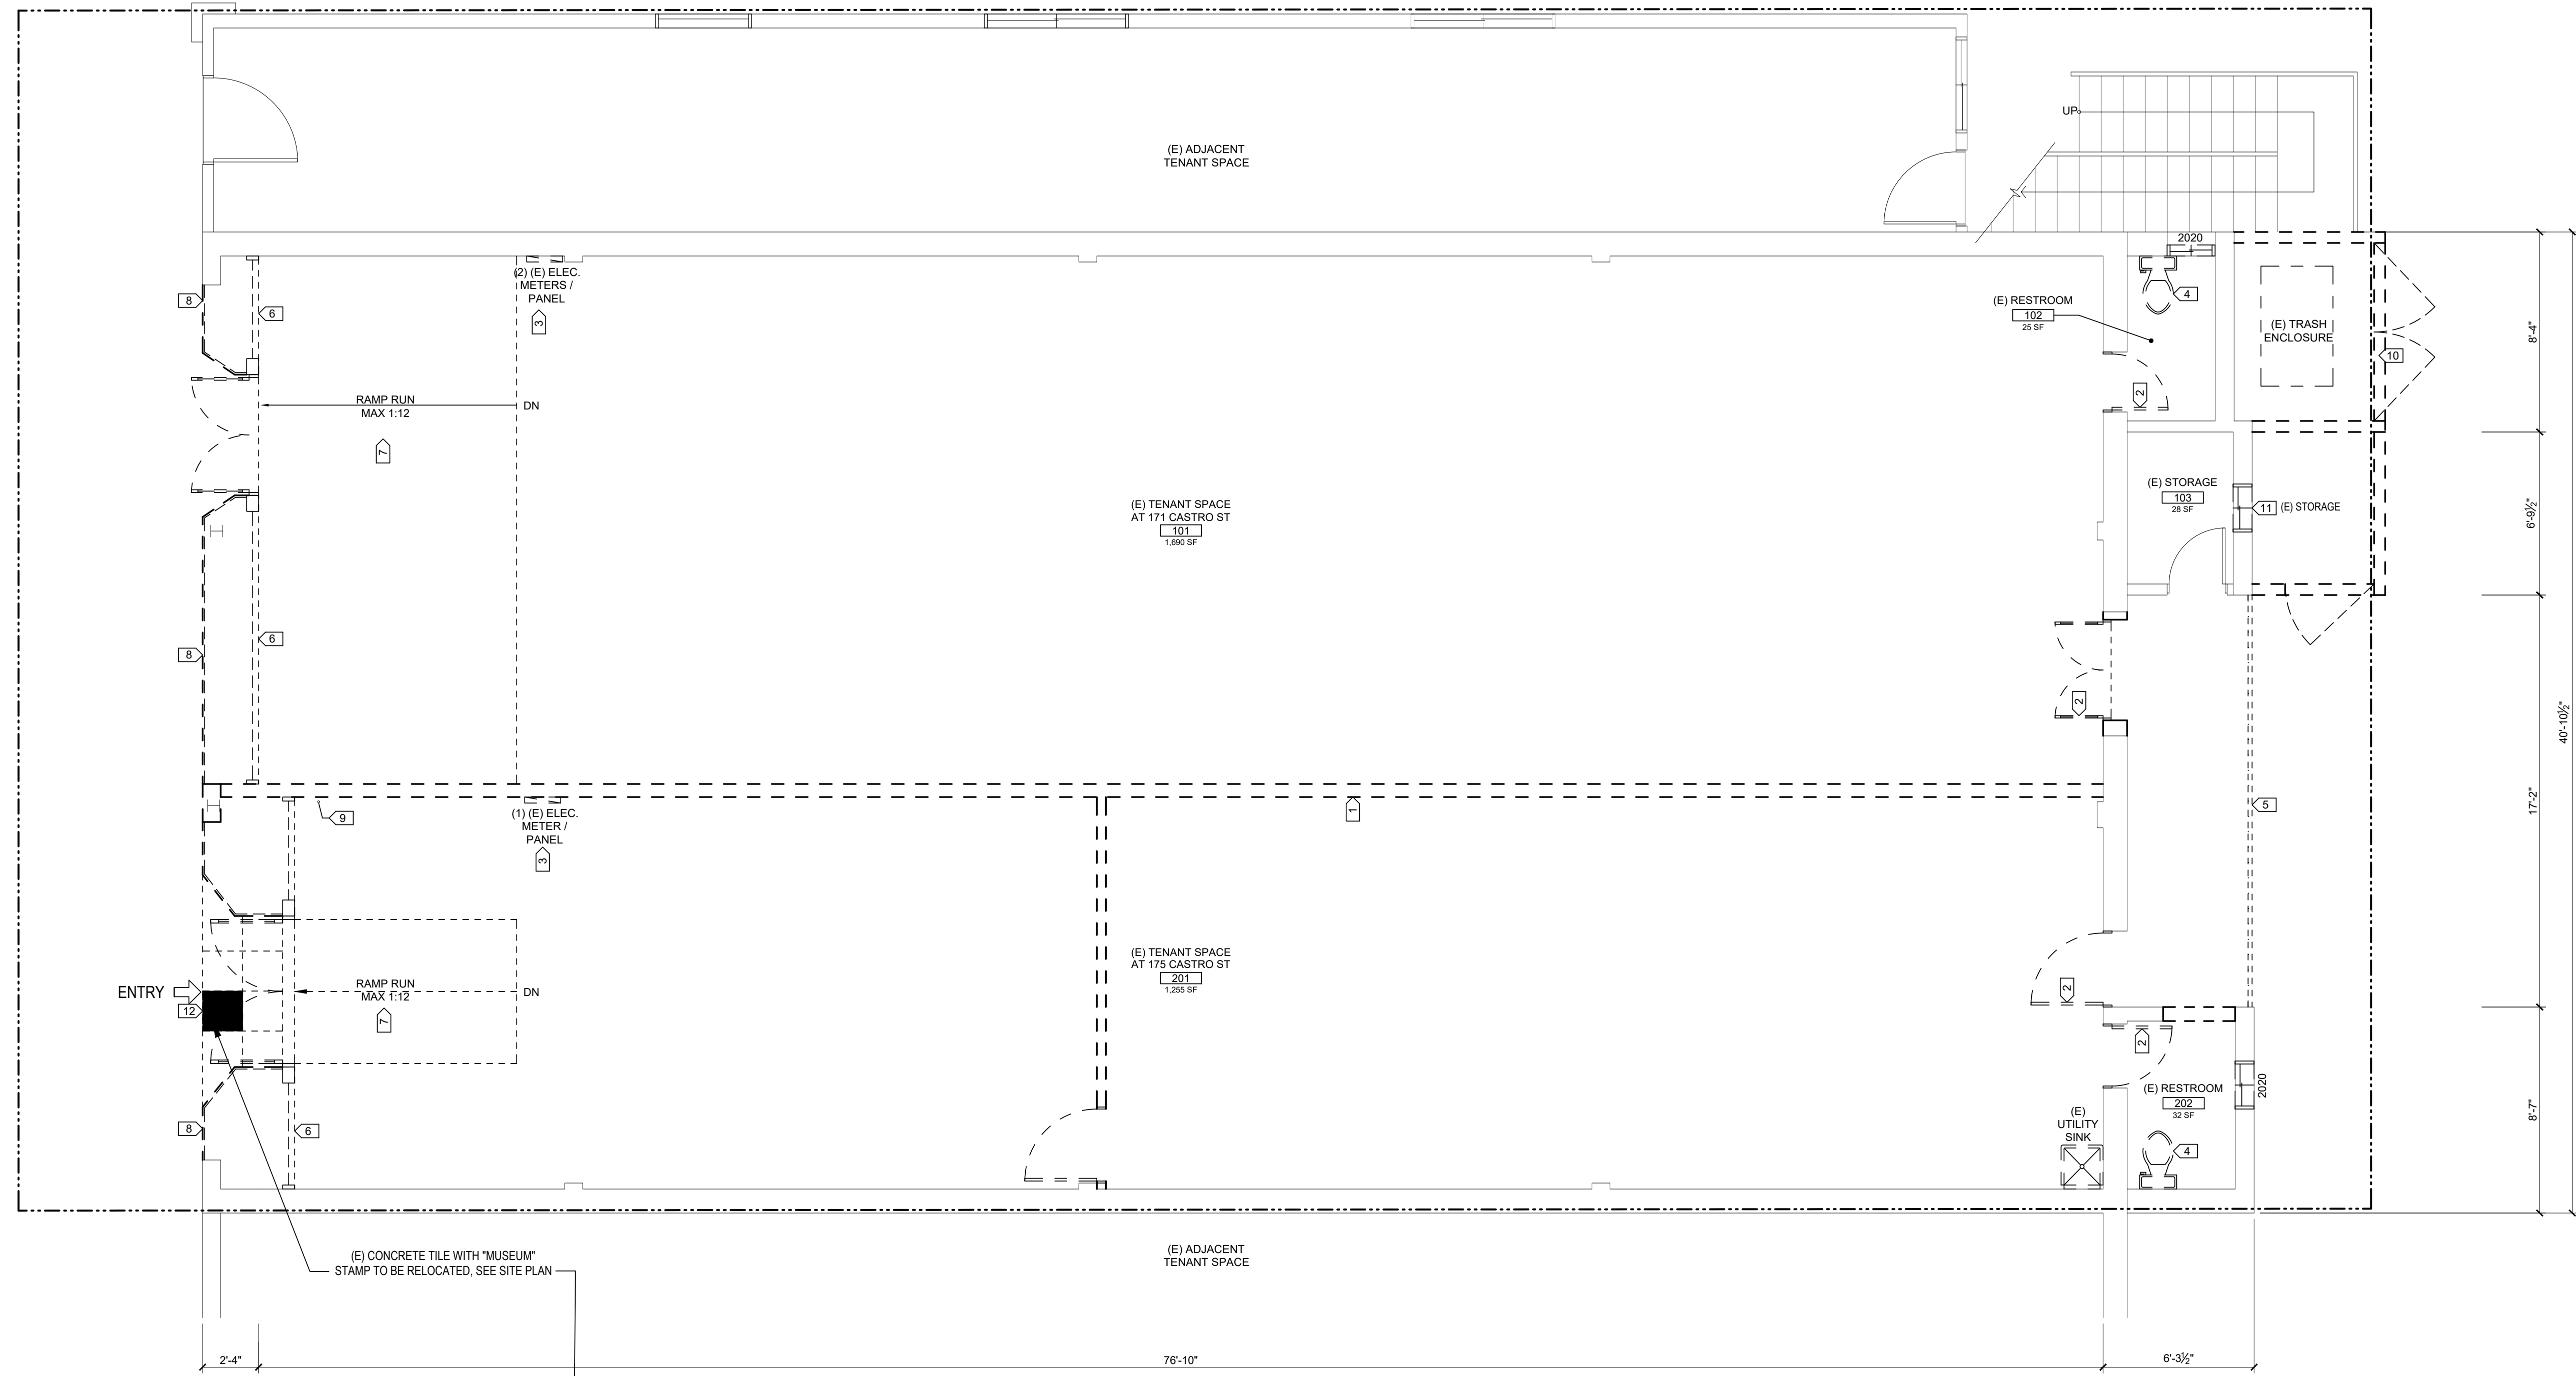 UP
(E) ADJACENT
TENANT SPACE
2020
(2) (E) ELEC.
METERS /
PANEL
3
8
6
4
(E) RESTROOM
102
25 SF
(E) TRASH
ENCLOSURE
10
8'-4"
2
RAMP RUN
MAX 1:12
DN
7
(E) STORAGE
103
28 SF
11
(E) STORAGE
6'-9½"
(E) TENANT SPACE
AT 171 CASTRO ST
101
1,690 SF
8
6
2
40'-10½"
17'-2"
5
1
9
(1) (E) ELEC.
METER /
PANEL
3
(E) TENANT SPACE
AT 175 CASTRO ST
201
1,255 SF
ENTRY
12
RAMP RUN
MAX 1:12
DN
7
2
2
(E) RESTROOM
202
32 SF
2020
8'-7"
(E)
UTILITY
SINK
4
8
6
(E) CONCRETE TILE WITH "MUSEUM"
STAMP TO BE RELOCATED, SEE SITE PLAN
(E) ADJACENT
TENANT SPACE
2'-4"
76'-10"
6'-3½"